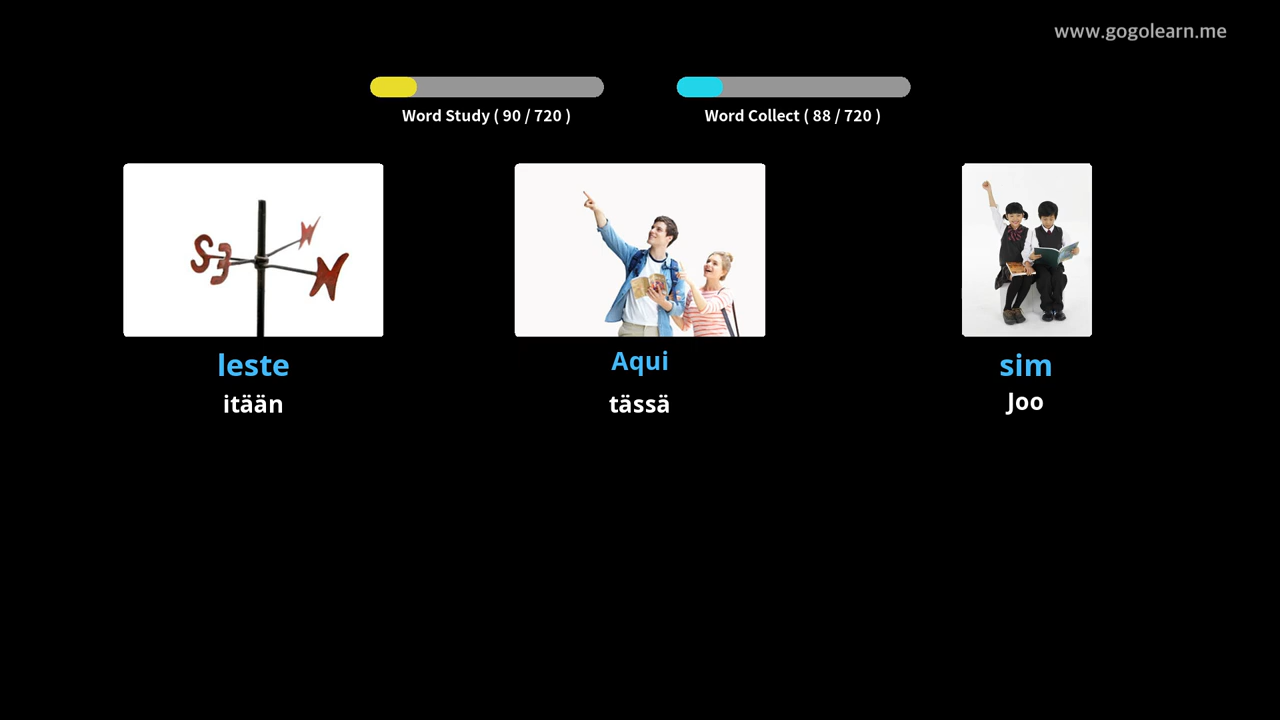 www.gogolearn.me
Word Study ( 90 / 720 )
Word Collect ( 88 / 720 )
S E N N
leste
itään
Aqui
tässä
sim
Joo